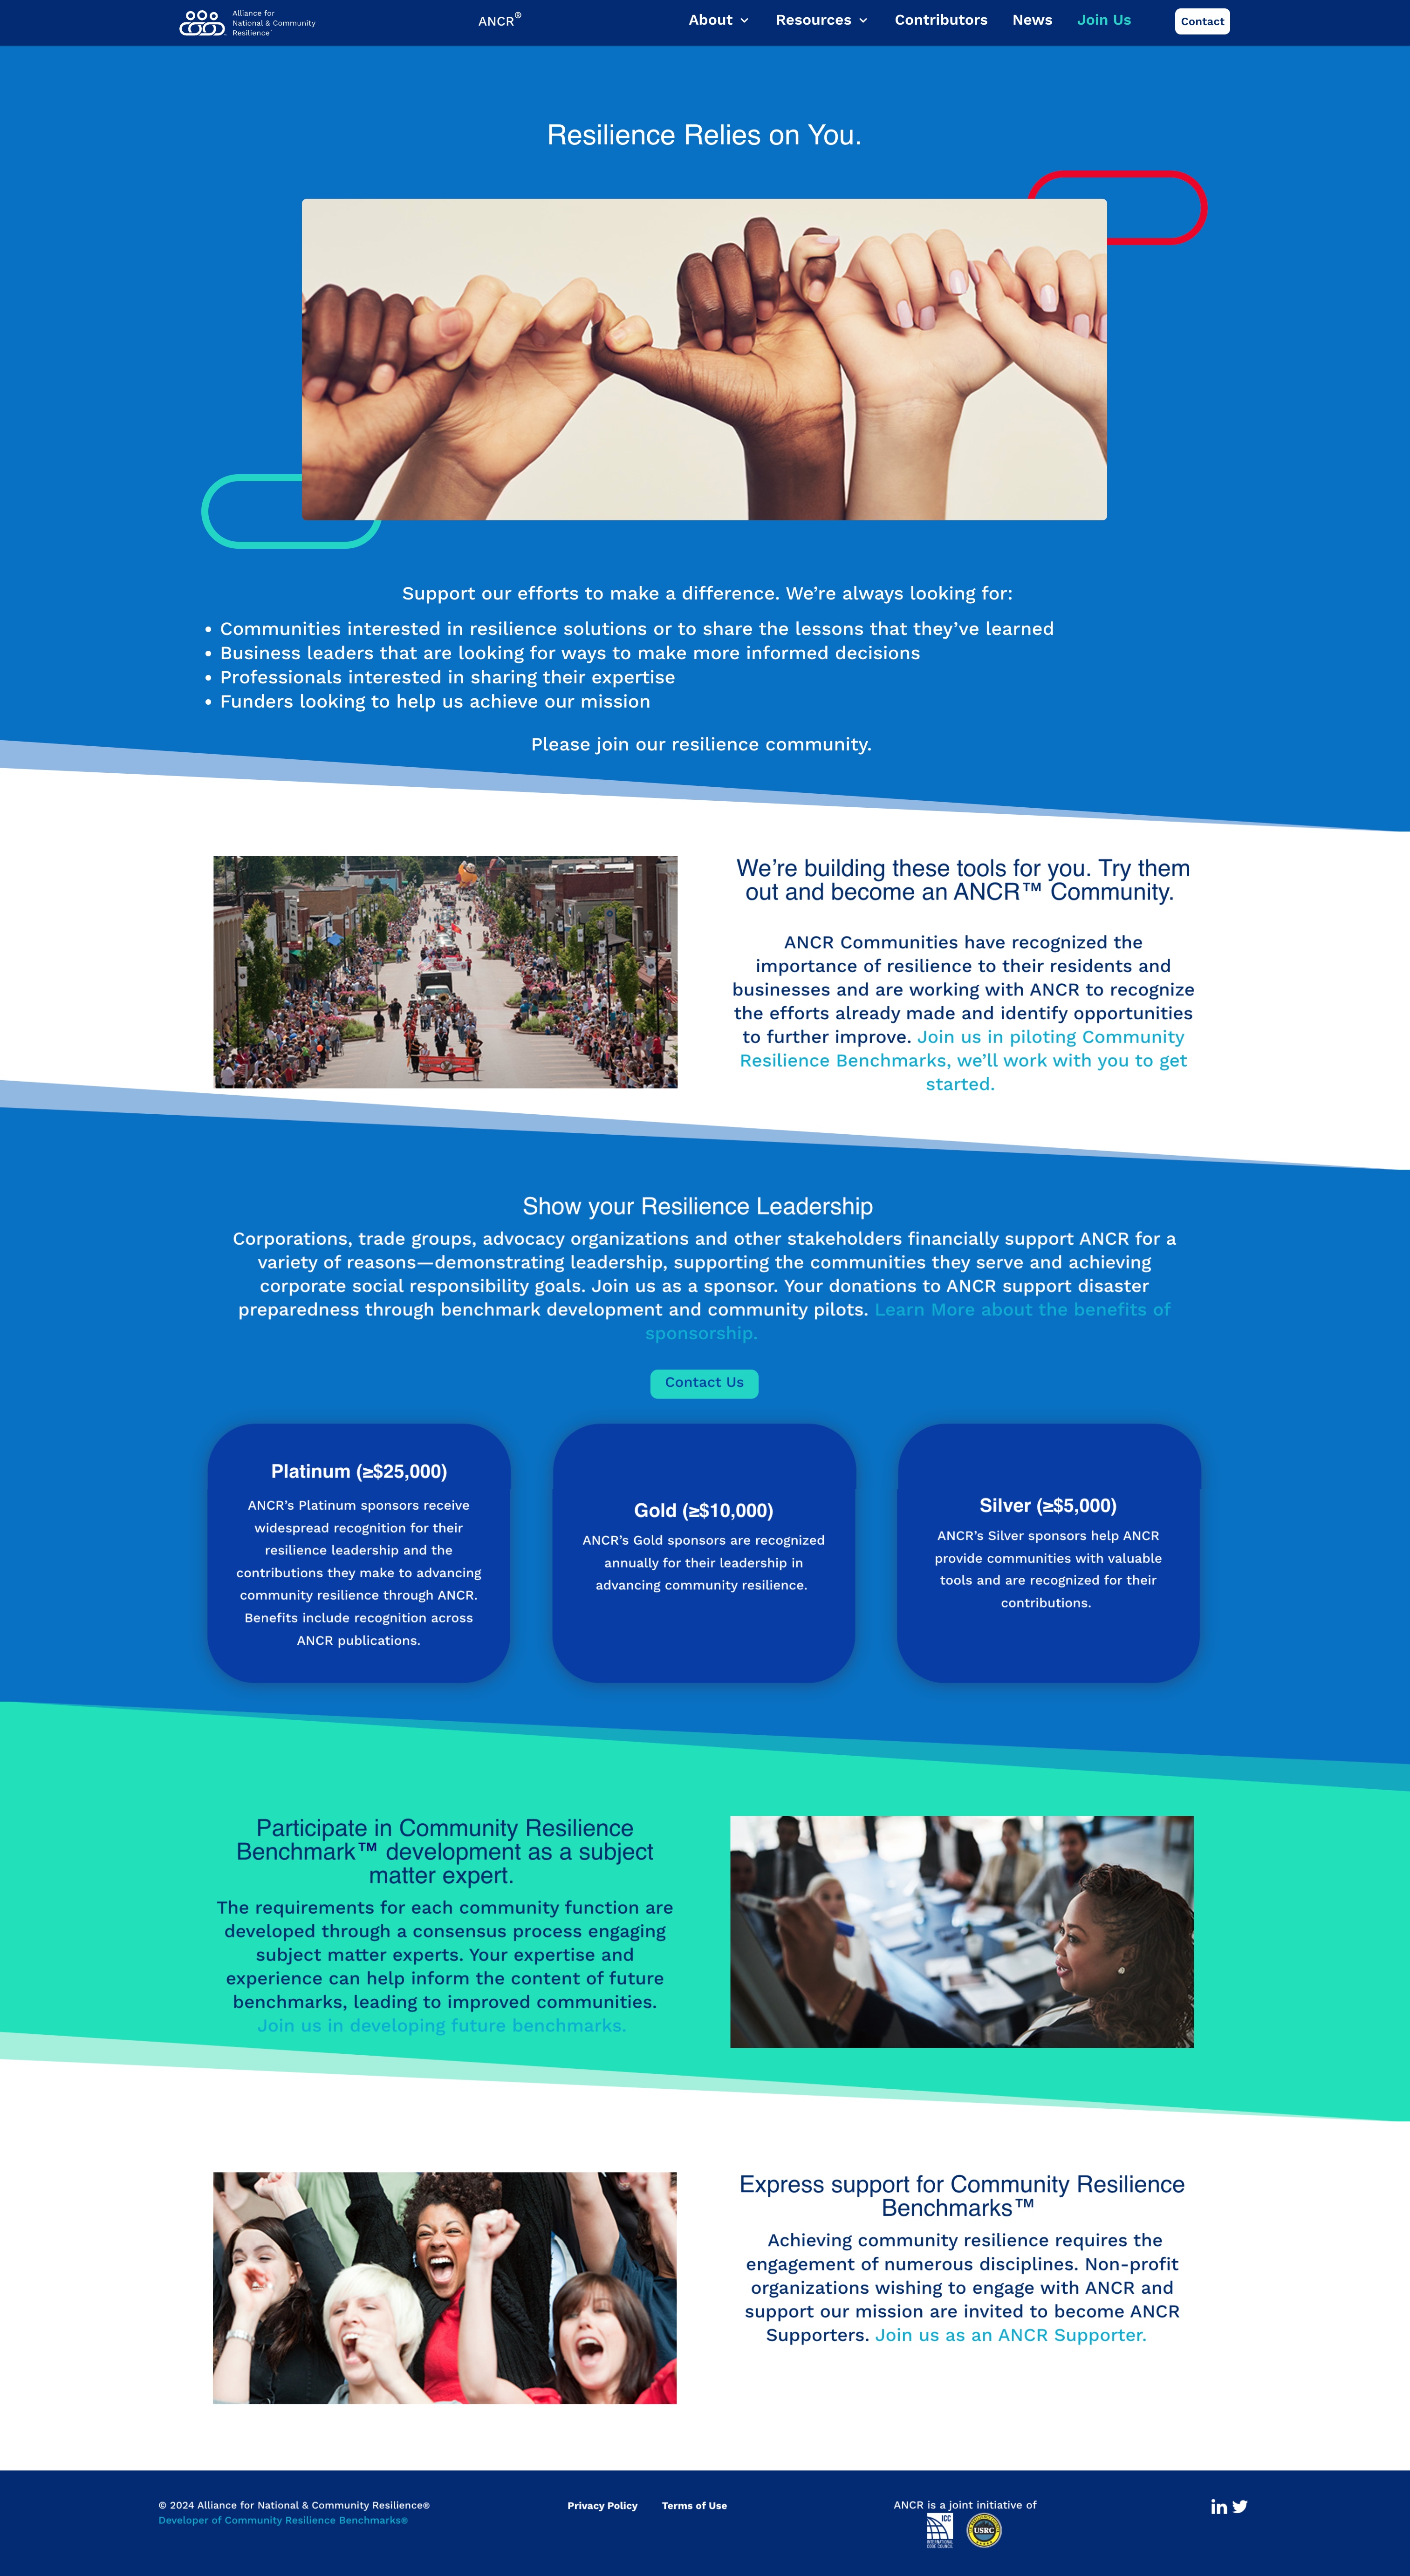 Alliance for
National & Community
Resilience™
ANCR®
About
Resources
Contributors
News
Join Us
Contact
Resilience Relies on You.
Support our efforts to make a difference. We’re always looking for:
• Communities interested in resilience solutions or to share the lessons that they’ve learned
• Business leaders that are looking for ways to make more informed decisions
• Professionals interested in sharing their expertise
• Funders looking to help us achieve our mission
Please join our resilience community.
We’re building these tools for you. Try them
out and become an ANCR™ Community.
ANCR Communities have recognized the
importance of resilience to their residents and
businesses and are working with ANCR to recognize
the efforts already made and identify opportunities
to further improve. Join us in piloting Community
Resilience Benchmarks, we’ll work with you to get
started.
Show your Resilience Leadership
Corporations, trade groups, advocacy organizations and other stakeholders financially support ANCR for a
variety of reasons—demonstrating leadership, supporting the communities they serve and achieving
corporate social responsibility goals. Join us as a sponsor. Your donations to ANCR support disaster
preparedness through benchmark development and community pilots. Learn More about the benefits of
sponsorship.
Contact Us
Platinum (≥$25,000)
ANCR’s Platinum sponsors receive
widespread recognition for their
resilience leadership and the
contributions they make to advancing
community resilience through ANCR.
Benefits include recognition across
ANCR publications.
Gold (≥$10,000)
ANCR’s Gold sponsors are recognized
annually for their leadership in
advancing community resilience.
Silver (≥$5,000)
ANCR’s Silver sponsors help ANCR
provide communities with valuable
tools and are recognized for their
contributions.
Participate in Community Resilience
Benchmark™ development as a subject
matter expert.
The requirements for each community function are
developed through a consensus process engaging
subject matter experts. Your expertise and
experience can help inform the content of future
benchmarks, leading to improved communities.
Join us in developing future benchmarks.
Express support for Community Resilience
Benchmarks™
Achieving community resilience requires the
engagement of numerous disciplines. Non-profit
organizations wishing to engage with ANCR and
support our mission are invited to become ANCR
Supporters. Join us as an ANCR Supporter.
© 2024 Alliance for National & Community Resilience®
Developer of Community Resilience Benchmarks®
Privacy Policy
Terms of Use
ANCR is a joint initiative of
ICC
INTERNATIONAL
CODE COUNCIL
USRC
in